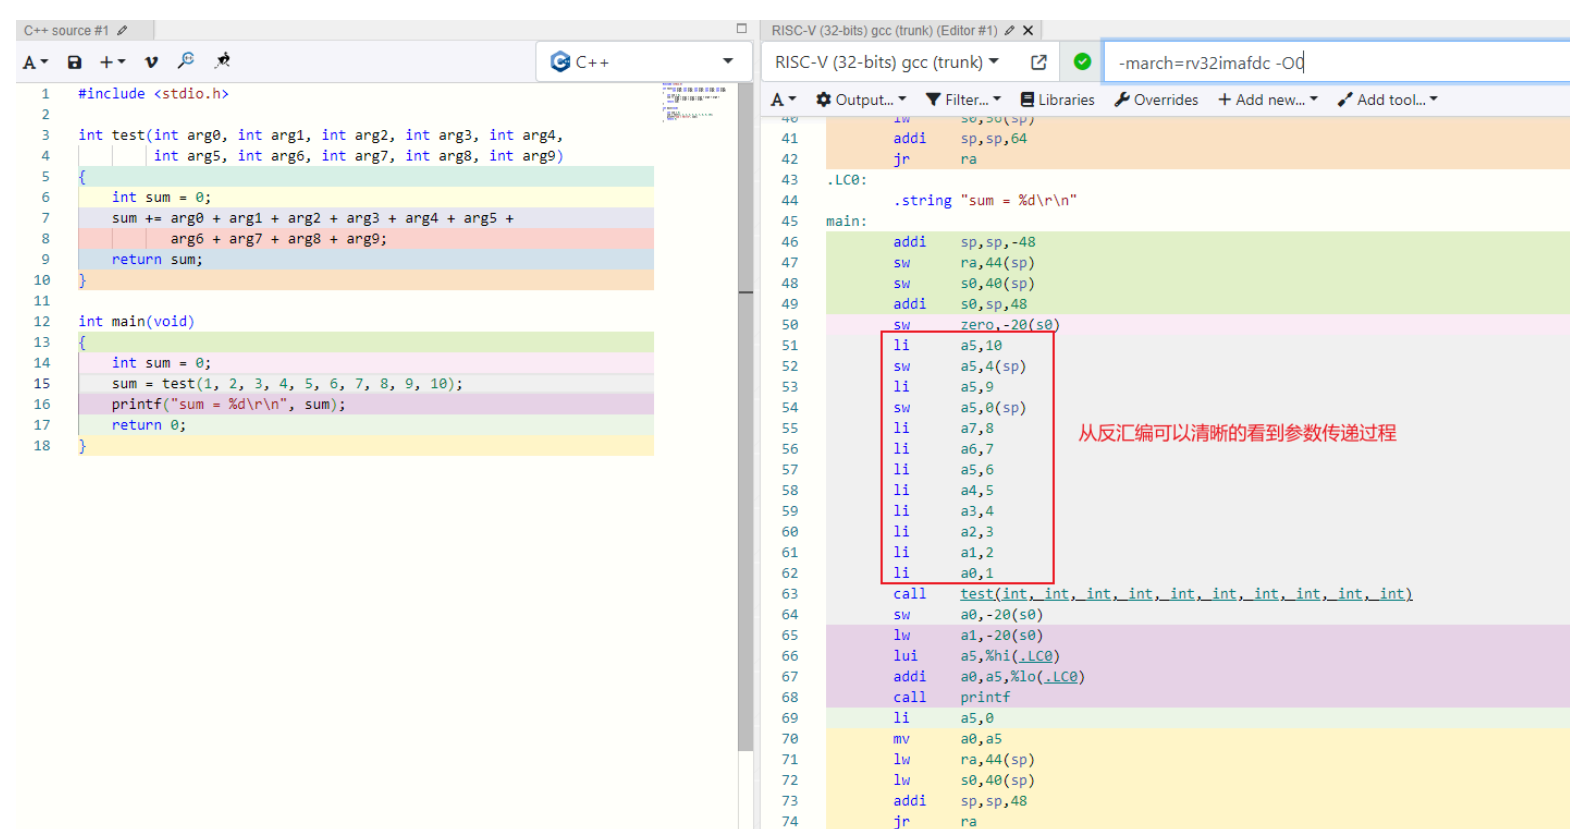 C++ source #1
A
C++
1 #include <stdio.h>
2
3 int test(int arg0, int arg1, int arg2, int arg3, int arg4,
4 int arg5, int arg6, int arg7, int arg8, int arg9)
5 {
6 int sum = 0;
7 sum += arg0 + arg1 + arg2 + arg3 + arg4 + arg5 +
8 arg6 + arg7 + arg8 + arg9;
9 return sum;
10 }
11
12 int main(void)
13 {
14 int sum = 0;
15 sum = test(1, 2, 3, 4, 5, 6, 7, 8, 9, 10);
16 printf("sum = %d\r\n", sum);
17 return 0;
18 }
RISC-V (32-bits) gcc (trunk) (Editor #1)
RISC-V (32-bits) gcc (trunk)
-march=rv32imafdc -O0
A Output... Filter... Libraries Overrides + Add new... Add tool...
40 lw s0,56(sp)
41 addi sp,sp,64
42 jr ra
43 .LC0:
44 .string "sum = %d\r\n"
45 main:
46 addi sp,sp,-48
47 sw ra,44(sp)
48 sw s0,40(sp)
49 addi s0,sp,48
50 sw zero,-20(s0)
51 li a5,10
52 sw a5,4(sp)
53 li a5,9
54 sw a5,0(sp)
55 li a7,8
56 li a6,7
57 li a5,6
58 li a4,5
59 li a3,4
60 li a2,3
61 li a1,2
62 li a0,1
从反汇编可以清晰的看到参数传递过程
63 call test(int, int, int, int, int, int, int, int, int, int)
64 sw a0,-20(s0)
65 lw a1,-20(s0)
66 lui a5,%hi(.LC0)
67 addi a0,a5,%lo(.LC0)
68 call printf
69 li a5,0
70 mv a0,a5
71 lw ra,44(sp)
72 lw s0,40(sp)
73 addi sp,sp,48
74 jr ra